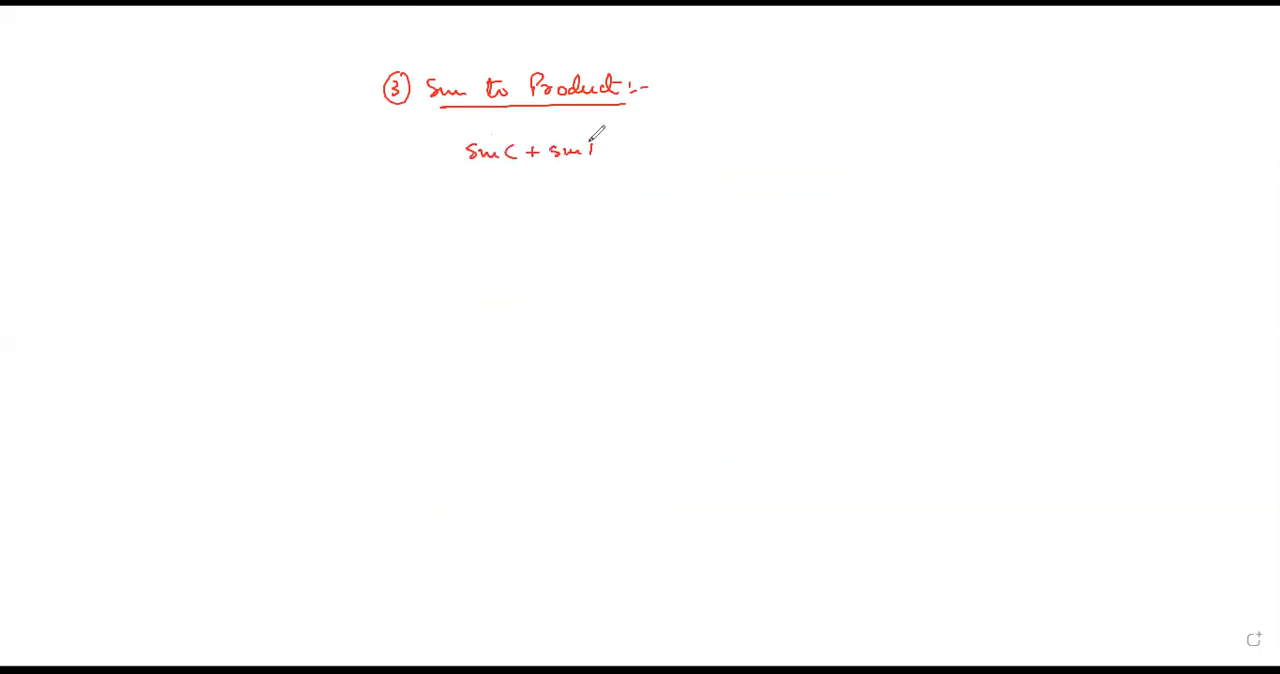 ③ Sum to Product :-
sin C + sin